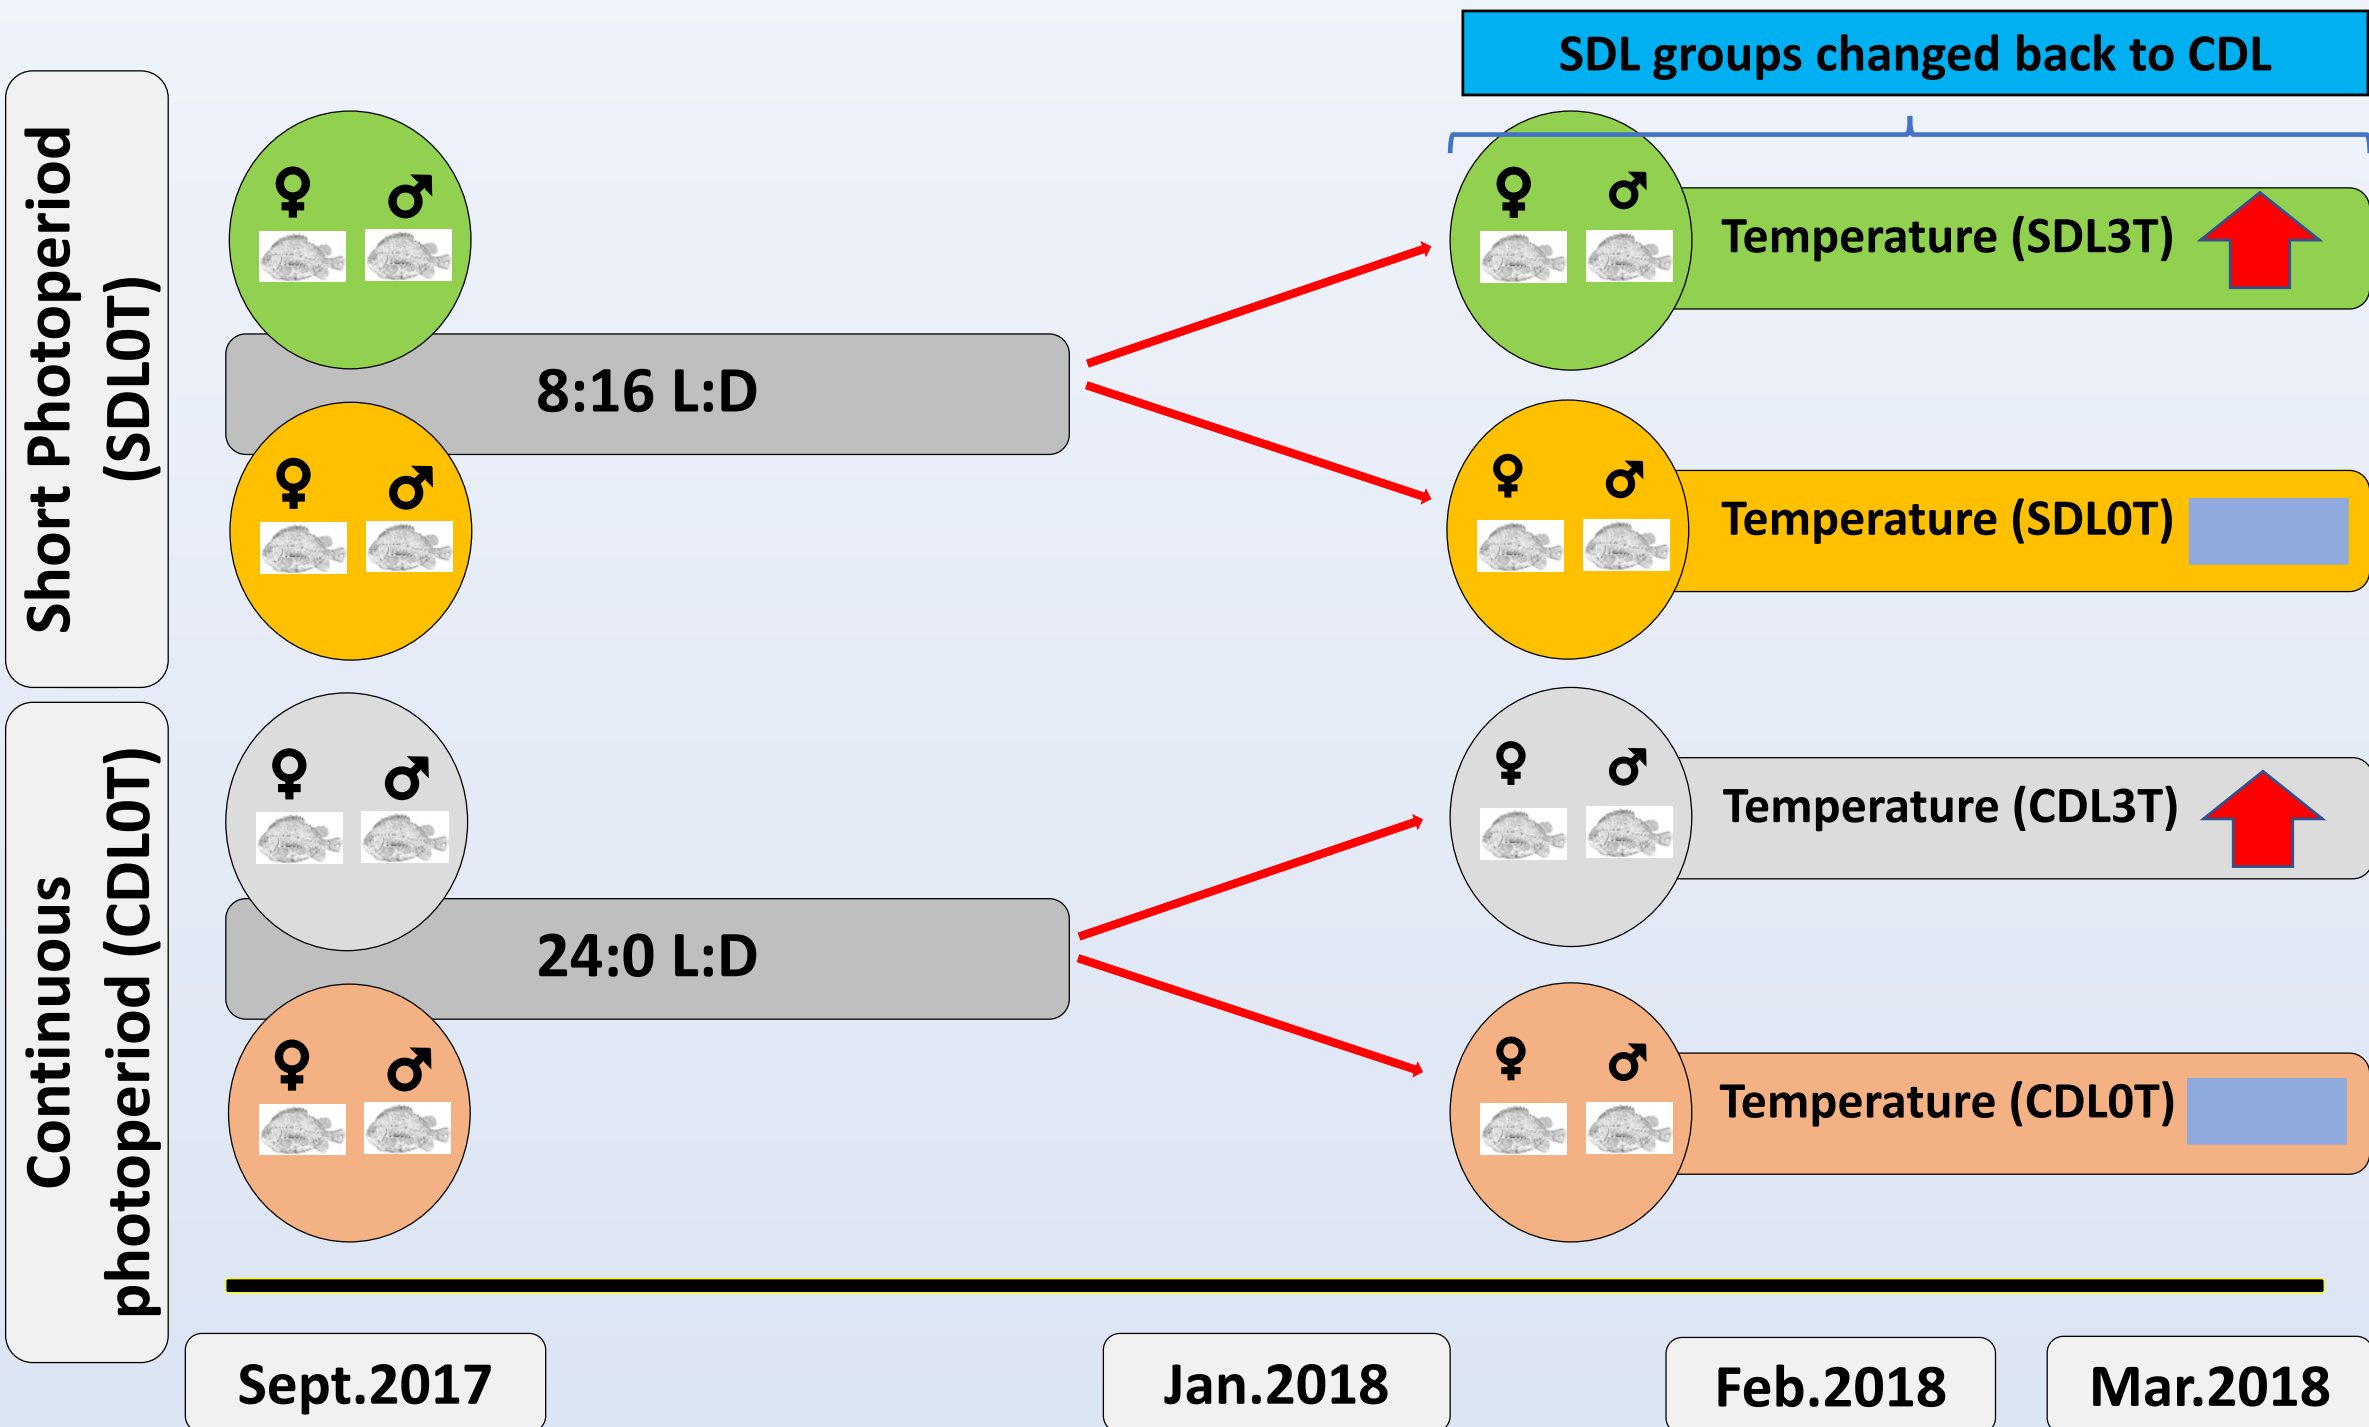 SDL groups changed back to CDL
Short Photoperiod
(SDL0T)
♀ ♂
♀ ♂
8:16 L:D
Temperature (SDL3T)
♀ ♂
♀ ♂
Temperature (SDL0T)
Continuous
photoperiod (CDL0T)
♀ ♂
♀ ♂
24:0 L:D
Temperature (CDL3T)
♀ ♂
♀ ♂
Temperature (CDL0T)
Sept.2017
Jan.2018
Feb.2018
Mar.2018